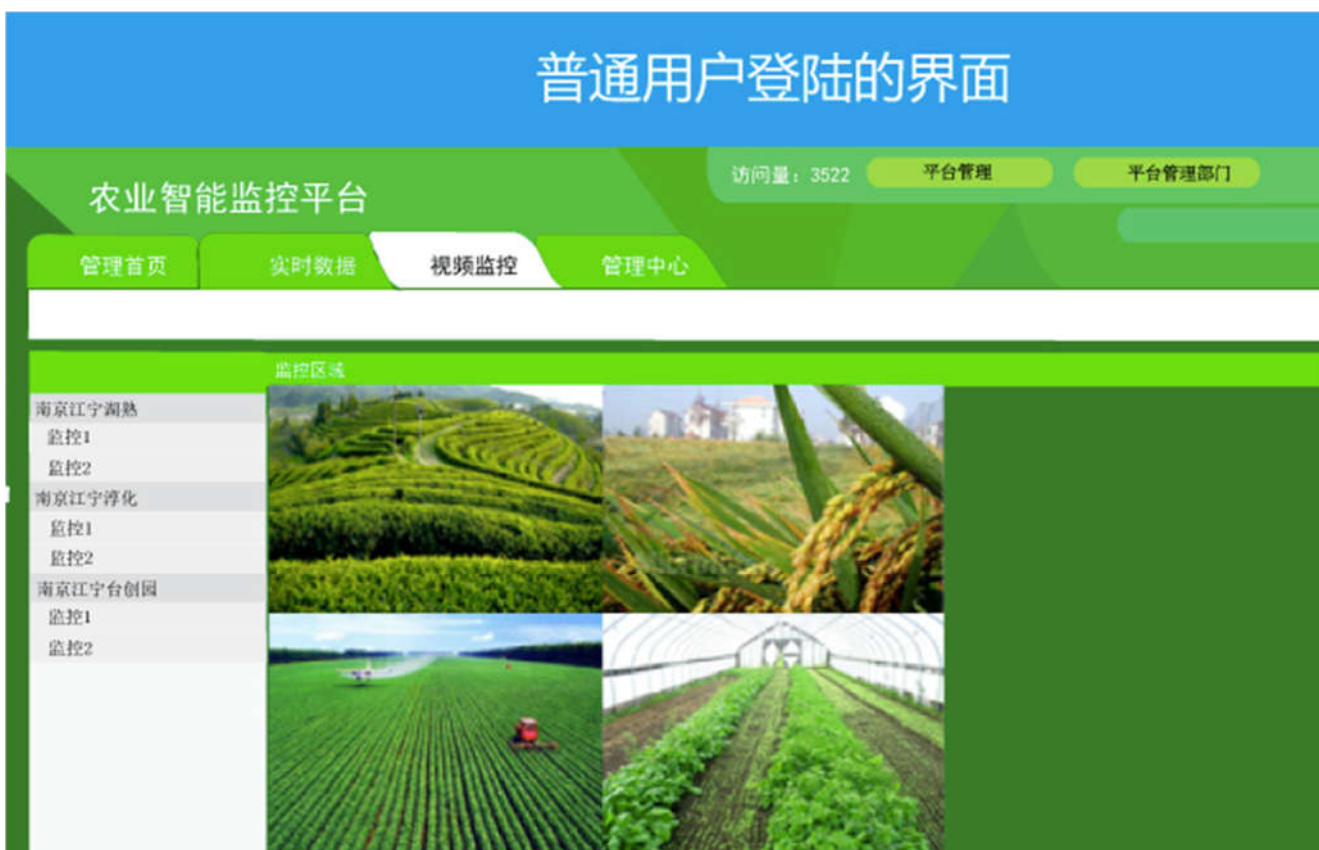 普通用户登陆的界面
访问量：3522 平台管理 平台管理部门
农业智能监控平台
管理首页 实时数据 视频监控 管理中心
监控区域
南京江宁湖熟
监控1
监控2
南京江宁淳化
监控1
监控2
南京江宁台创园
监控1
监控2